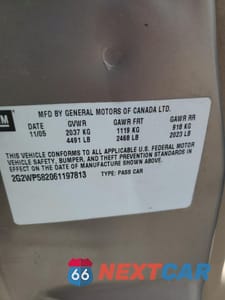 GM
MFD BY GENERAL MOTORS OF CANADA LTD.
DATE GVWR GAWR FRT GAWR RR
11/05 2037 KG 1119 KG 918 KG
4491 LB 2468 LB 2023 LB
THIS VEHICLE CONFORMS TO ALL APPLICABLE U.S. FEDERAL MOTOR
VEHICLE SAFETY, BUMPER, AND THEFT PREVENTION STANDARDS IN
EFFECT ON THE DATE OF MANUFACTURE SHOWN ABOVE.
2G2WP582061197813 TYPE: PASS CAR
66 NEXTCAR